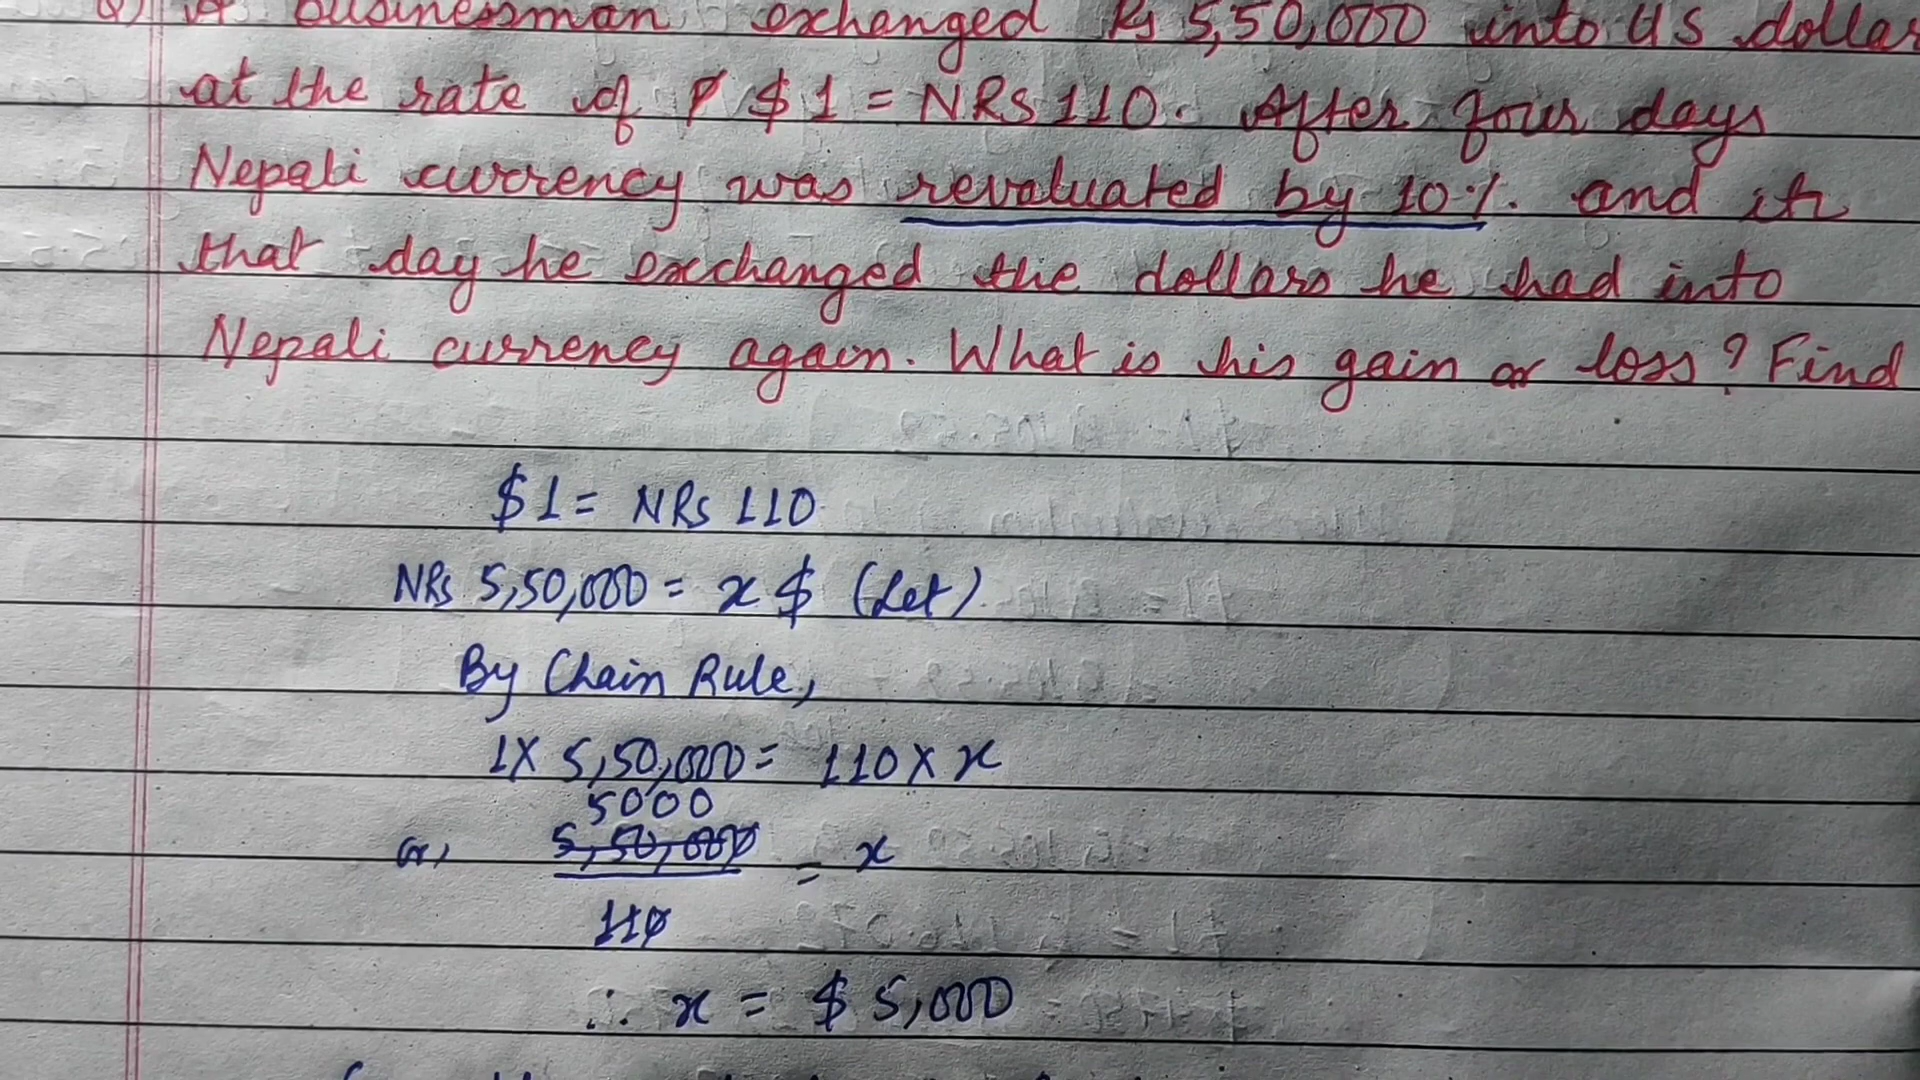 Q) A businessman exchanged Rs 5,50,000 into US dollar
at the rate of $1 = NRs 110. After four days
Nepali currency was revaluated by 10%. and in
that day he exchanged the dollars he had into
Nepali currency again. What is his gain or loss? Find
$1 = NRs 110
NRs 5,50,000 = x $ (Let)
By Chain Rule,
1 X 5,50,000 = 110 X x
5000
or, 5,50,000 = x
110
∴ x = $ 5,000